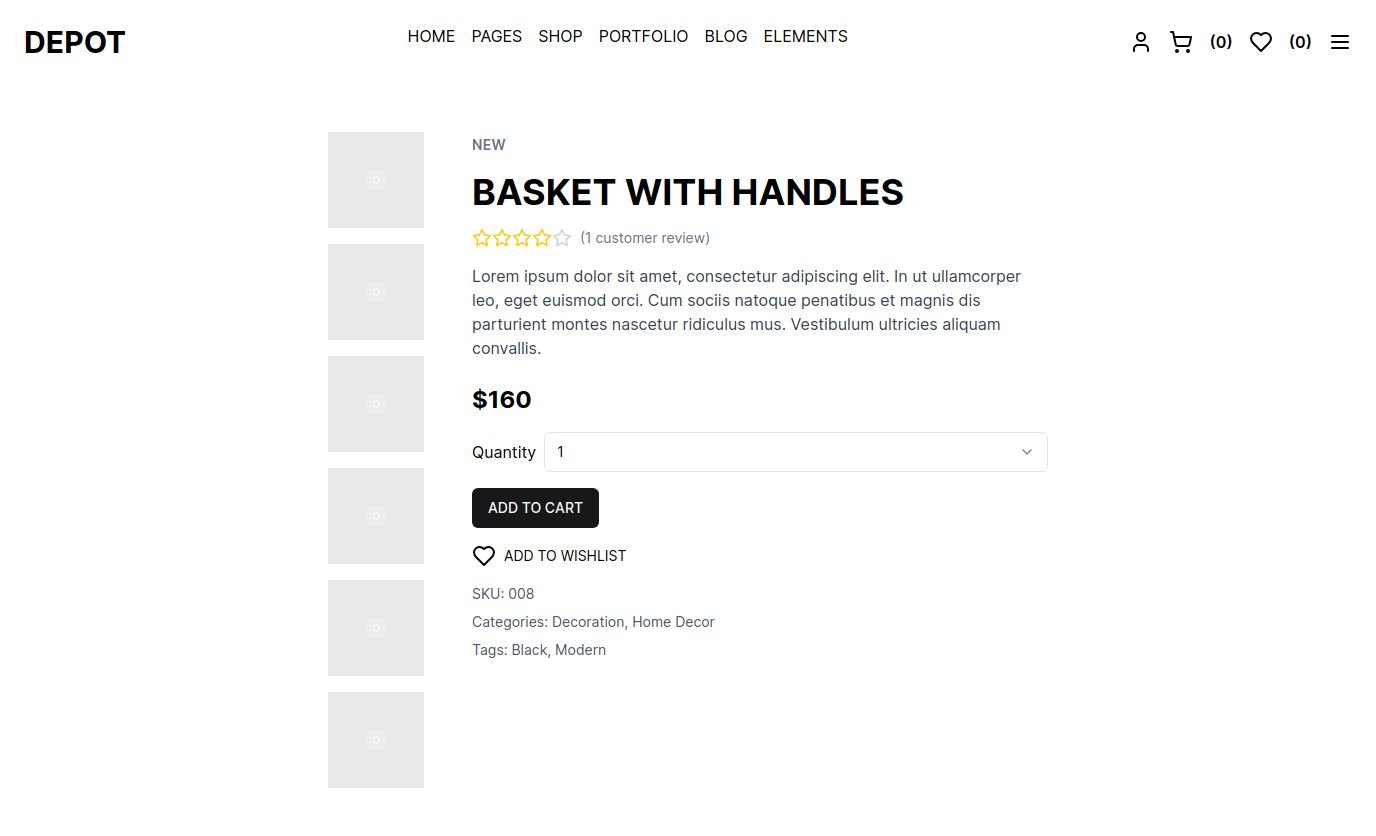 DEPOT
HOME PAGES SHOP PORTFOLIO BLOG ELEMENTS
(0) (0)
NEW
BASKET WITH HANDLES
(1 customer review)
Lorem ipsum dolor sit amet, consectetur adipiscing elit. In ut ullamcorper
leo, eget euismod orci. Cum sociis natoque penatibus et magnis dis
parturient montes nascetur ridiculus mus. Vestibulum ultricies aliquam
convallis.
$160
Quantity 1
ADD TO CART
ADD TO WISHLIST
SKU: 008
Categories: Decoration, Home Decor
Tags: Black, Modern